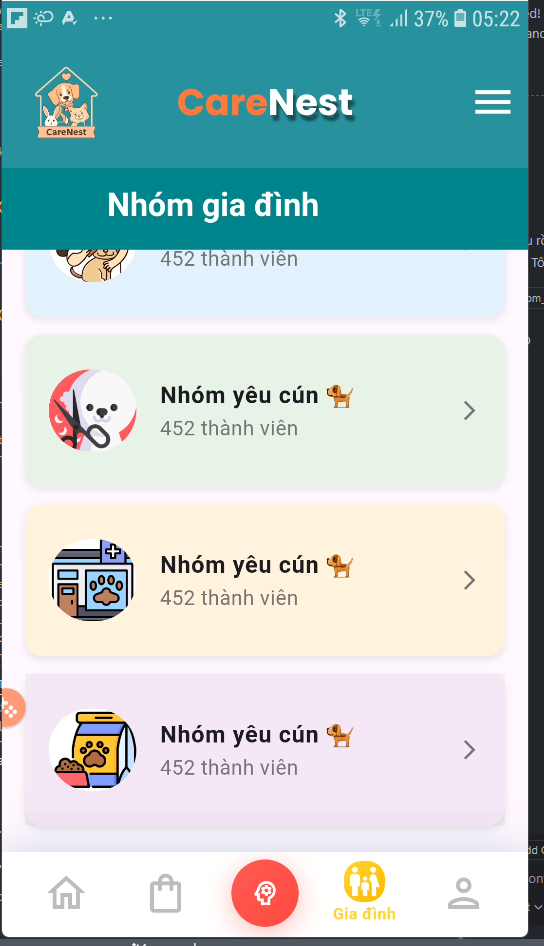 LTE
37%
05:22
CareNest
CareNest
Nhóm gia đình
452 thành viên
Nhóm yêu cún 🐕
452 thành viên
Nhóm yêu cún 🐕
452 thành viên
Nhóm yêu cún 🐕
452 thành viên
Gia đình